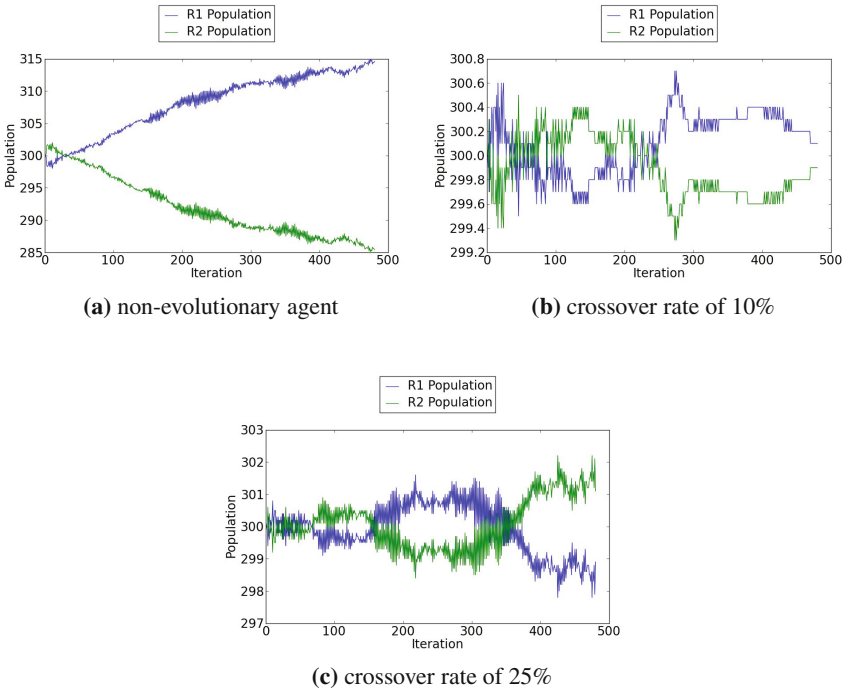 R1 Population
R2 Population
315
310
305
300
295
290
285
Population
0
100
200
300
400
500
Iteration
(a) non-evolutionary agent
R1 Population
R2 Population
300.8
300.6
300.4
300.2
300.0
299.8
299.6
299.4
299.2
Population
0
100
200
300
400
500
Iteration
(b) crossover rate of 10%
R1 Population
R2 Population
303
302
301
300
299
298
297
Population
0
100
200
300
400
500
Iteration
(c) crossover rate of 25%